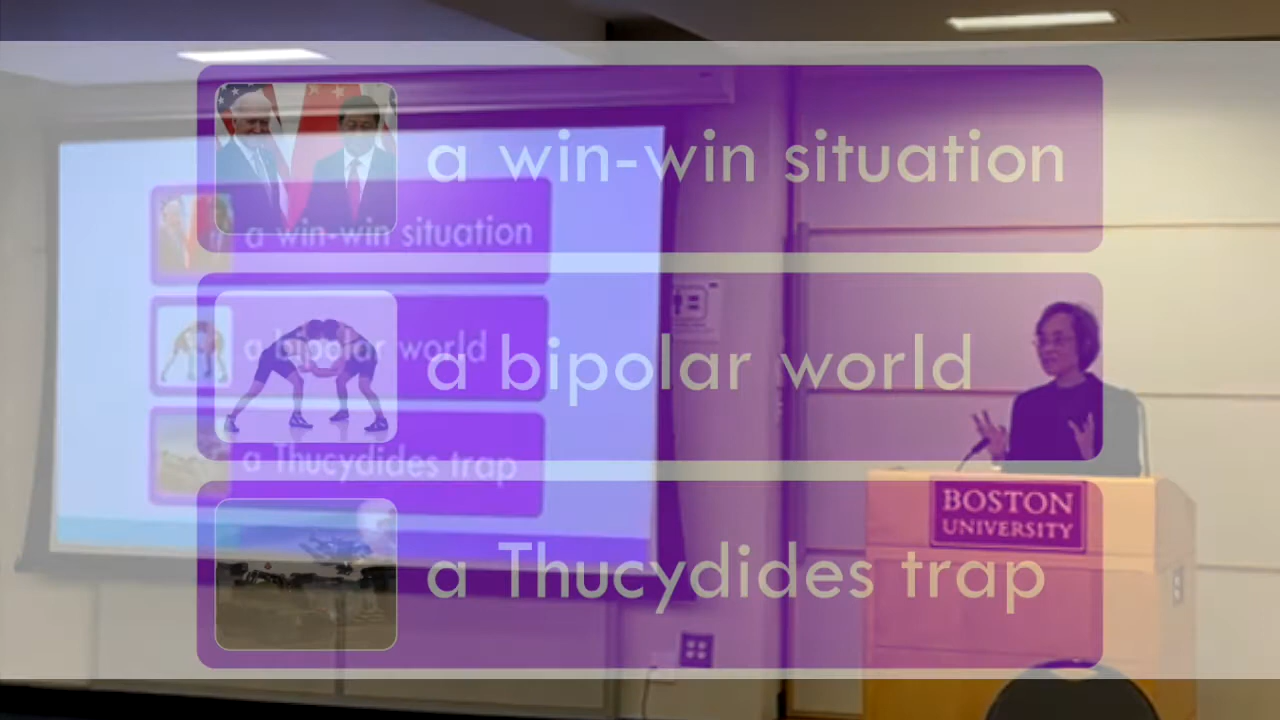 a win-win situation
a bipolar world
a Thucydides trap
a win-win situation
a bipolar world
a Thucydides trap
BOSTON
UNIVERSITY